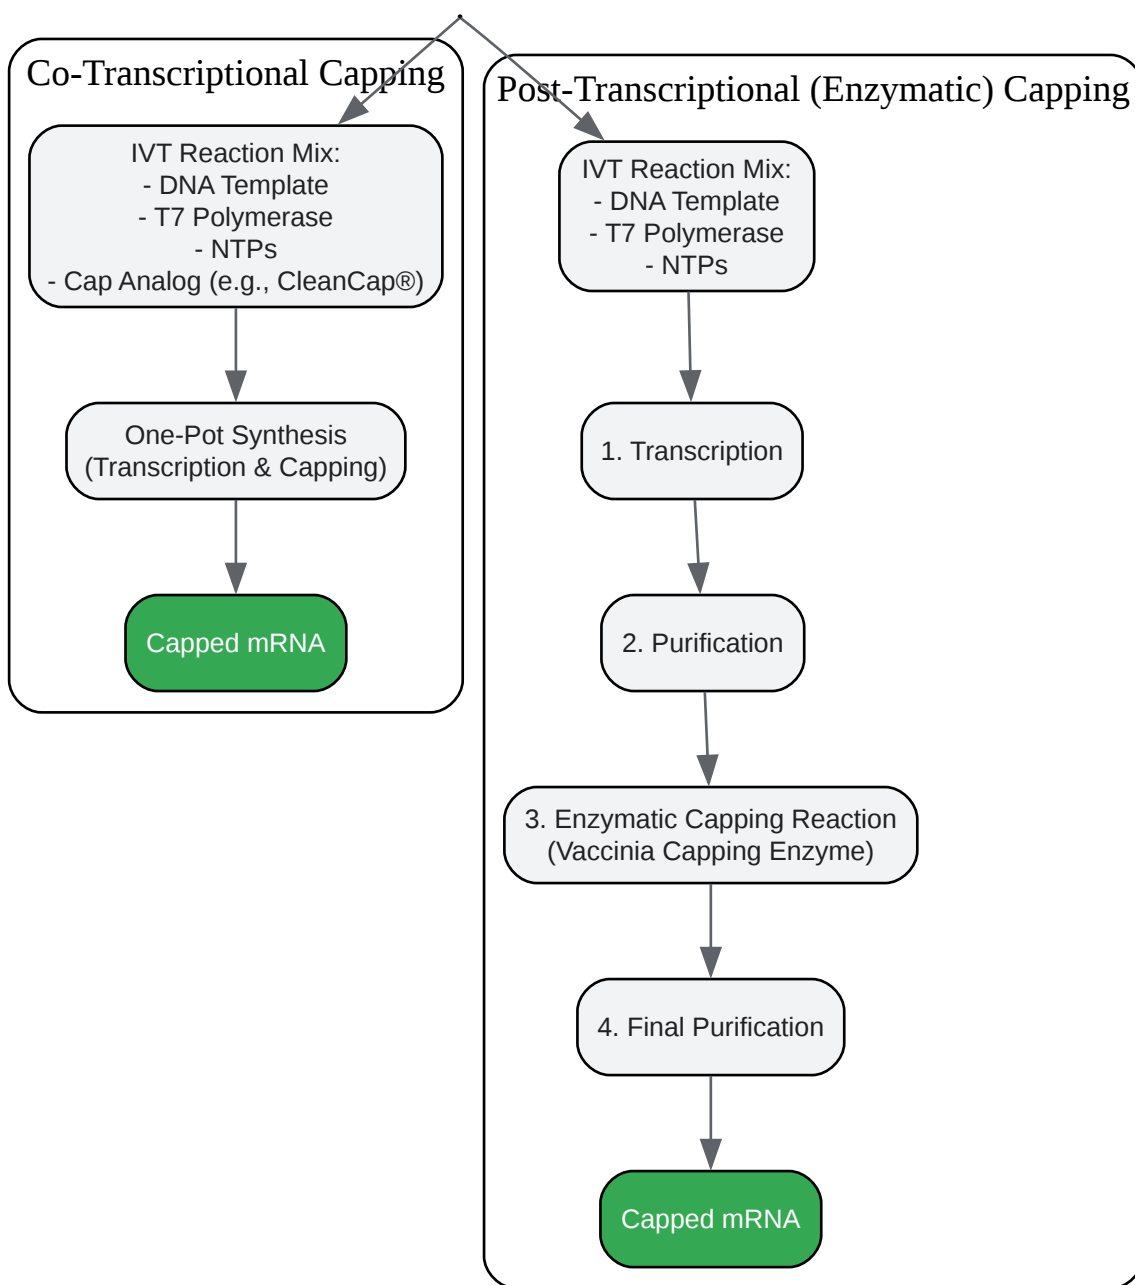 Co-Transcriptional Capping
IVT Reaction Mix:
- DNA Template
- T7 Polymerase
- NTPs
- Cap Analog (e.g., CleanCap®)
One-Pot Synthesis
(Transcription & Capping)
Capped mRNA
Post-Transcriptional (Enzymatic) Capping
IVT Reaction Mix:
- DNA Template
- T7 Polymerase
- NTPs
1. Transcription
2. Purification
3. Enzymatic Capping Reaction
(Vaccinia Capping Enzyme)
4. Final Purification
Capped mRNA